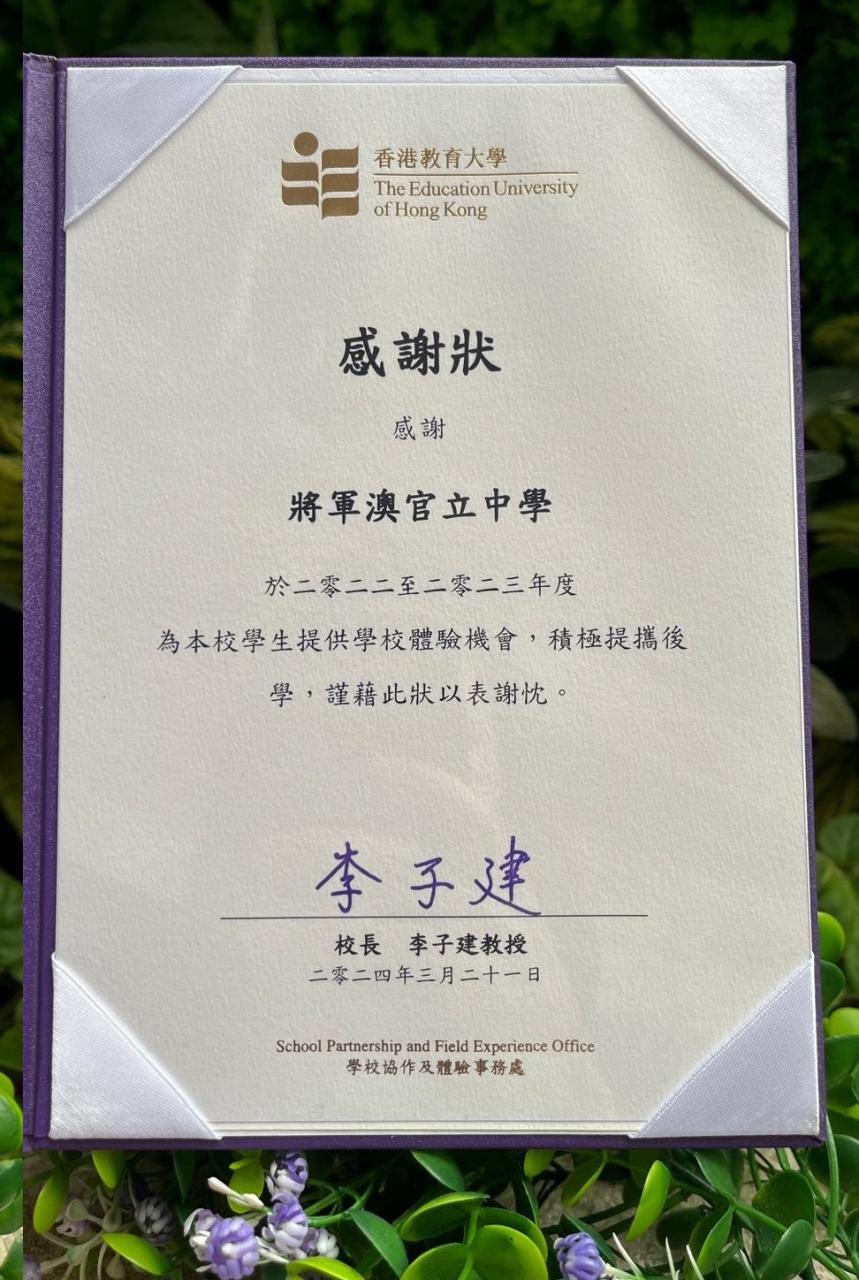 香港教育大學
The Education University
of Hong Kong
感謝狀
感謝
將軍澳官立中學
於二零二二至二零二三年度
為本校學生提供學校體驗機會，積極提攜後
學，謹藉此狀以表謝忱。
李子建
校長　李子建教授
二零二四年三月二十一日
School Partnership and Field Experience Office
學校協作及體驗事務處